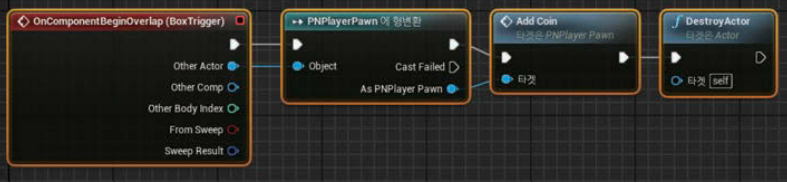 OnComponentBeginOverlap (BoxTrigger)
Other Actor
Other Comp
Other Body Index
From Sweep
Sweep Result
PNPlayerPawn 에 형변환
Object
Cast Failed
As PNPlayer Pawn
Add Coin
타겟은 PNPlayer Pawn
타겟
DestroyActor
타겟은 Actor
타겟 self